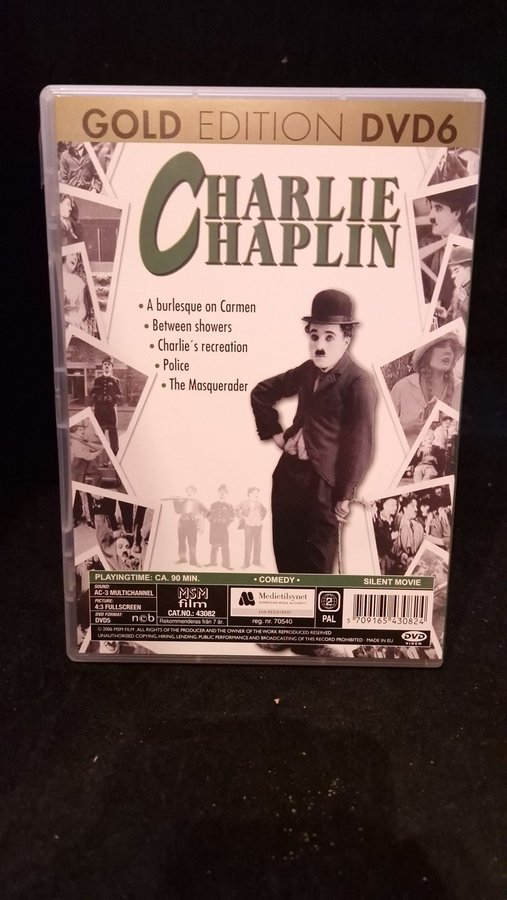 GOLD EDITION DVD6
CHARLIE
CHAPLIN
• A burlesque on Carmen
• Between showers
• Charlie´s recreation
• Police
• The Masquerader
PLAYINGTIME: CA. 90 MIN.
• COMEDY •
SILENT MOVIE
SOUND:
AC-3 MULTICHANNEL
PICTURE:
4:3 FULLSCREEN
DVD FORMAT:
DVD5
ncb
MSM
film
CAT.NO.: 43082
Rekommenderas från 7 år.
Medietilsynet
NORWEGIAN MEDIA AUTHORITY
reg. nr. 70540
2
PAL
5 709165 430824
© 2006 MSM FILM ALL RIGHTS OF THE PRODUCER AND THE OWNER OF THE WORK REPRODUCED RESERVED
UNAUTHORISED COPYING, HIRING, LENDING, PUBLIC PERFORMANCE AND BROADCASTING OF THIS RECORD PROHIBITED · MADE IN EU
DVD
VIDEO